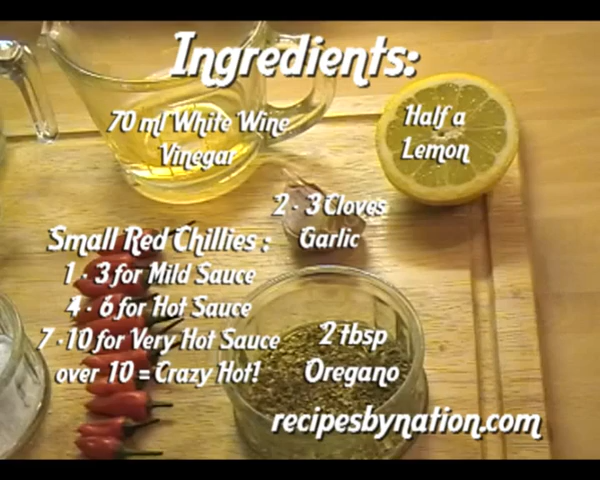 Ingredients:
70 ml White Wine
Vinegar
Half a
Lemon
2 - 3 Cloves
Garlic
Small Red Chillies :
1 - 3 for Mild Sauce
4 - 6 for Hot Sauce
7 -10 for Very Hot Sauce
over 10 = Crazy Hot!
2 tbsp
Oregano
recipesbynation.com